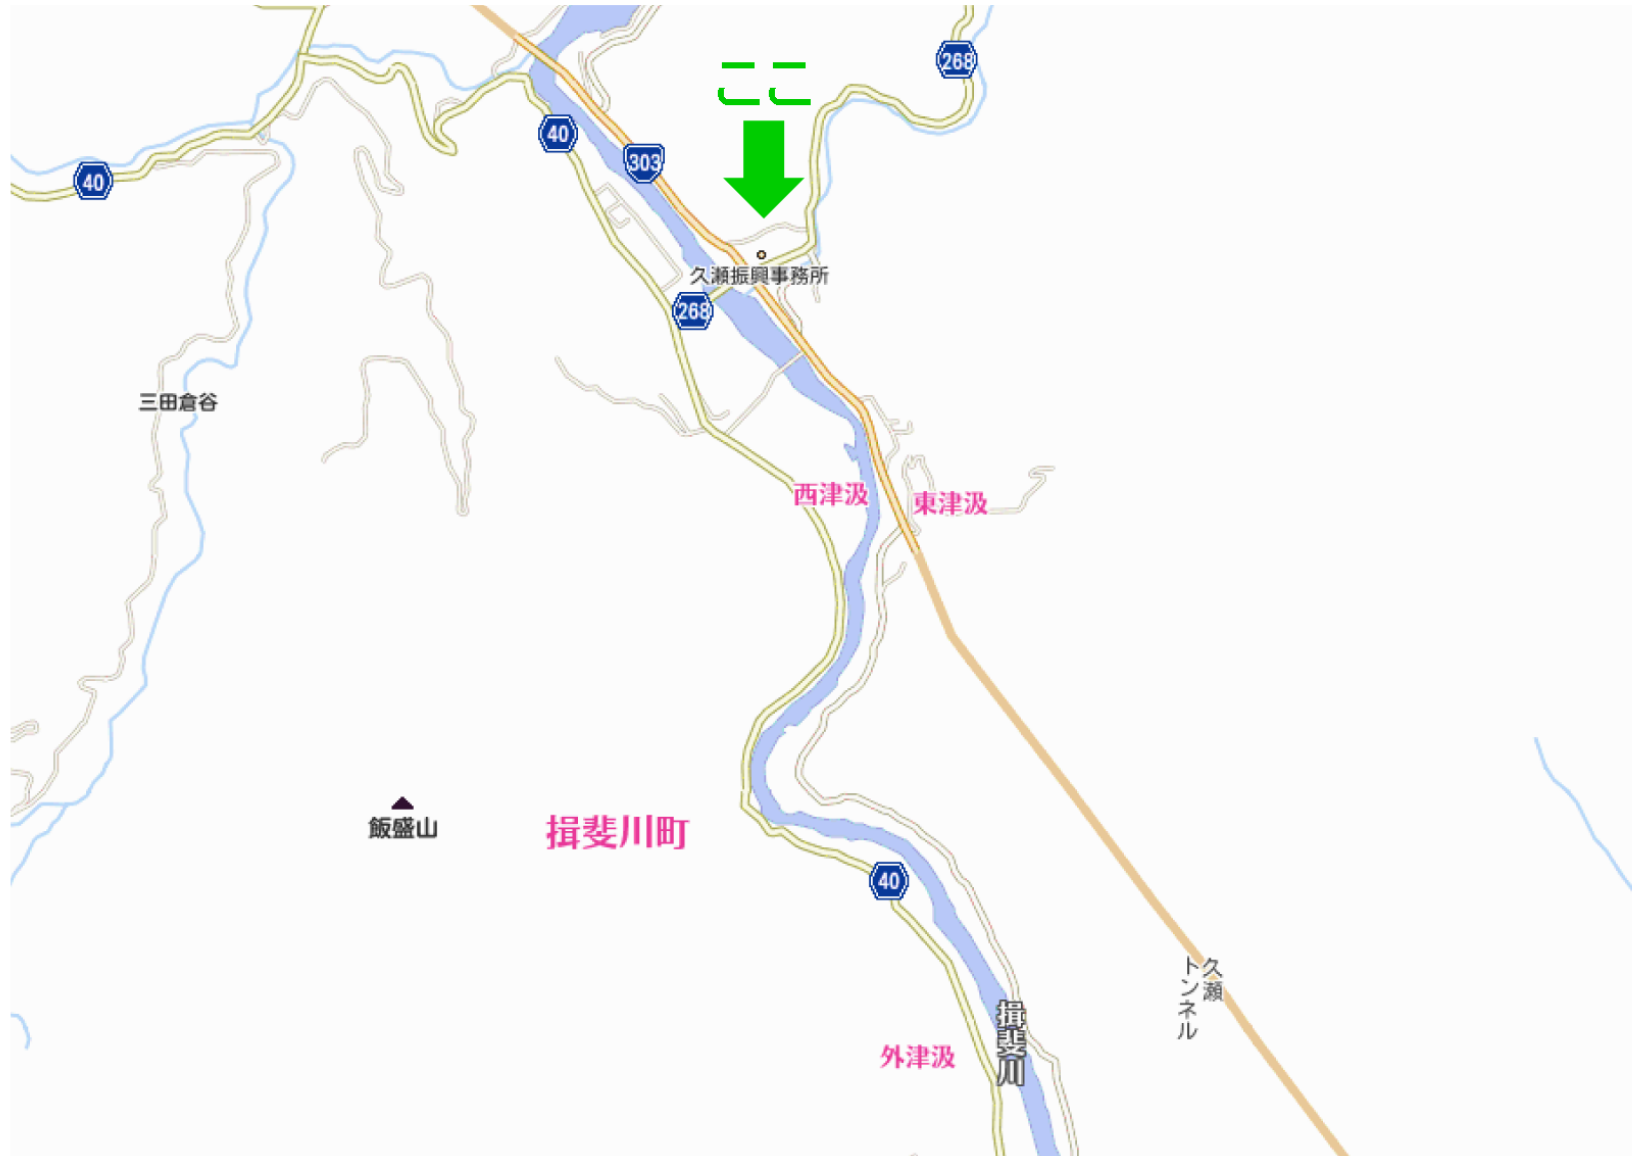 ここ
268
40
303
40
久瀬振興事務所
268
三田倉谷
西津汲
東津汲
飯盛山
揖斐川町
40
久瀬
トンネル
揖斐川
外津汲